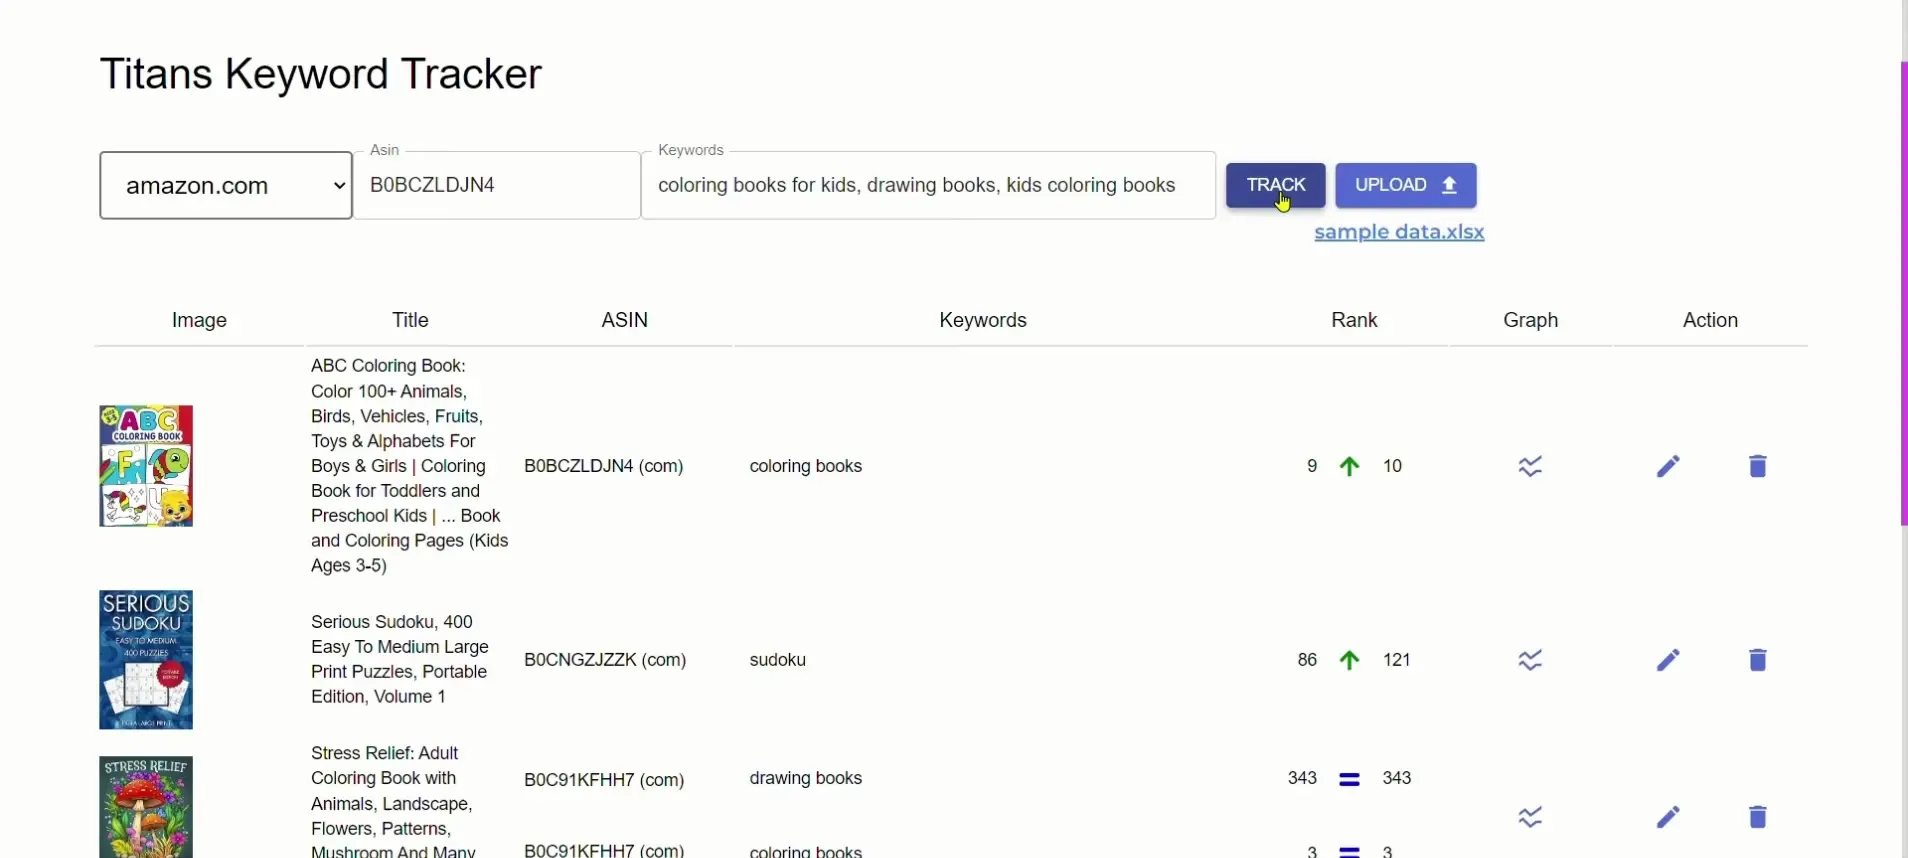 Titans Keyword Tracker
Asin
Keywords
amazon.com
B0BCZLDJN4
coloring books for kids, drawing books, kids coloring books
TRACK
UPLOAD
sample data.xlsx
Image
Title
ASIN
Keywords
Rank
Graph
Action
ABC Coloring Book:
Color 100+ Animals,
Birds, Vehicles, Fruits,
Toys & Alphabets For
Boys & Girls | Coloring
Book for Toddlers and
Preschool Kids | ... Book
and Coloring Pages (Kids
Ages 3-5)
ABC
COLORING BOOK
F
U
B0BCZLDJN4 (com)
coloring books
9
10
SERIOUS
SUDOKU
EASY TO MEDIUM
400 PUZZLES
Serious Sudoku, 400
Easy To Medium Large
Print Puzzles, Portable
Edition, Volume 1
B0CNGZJZZK (com)
sudoku
86
121
STRESS RELIEF
Stress Relief: Adult
Coloring Book with
Animals, Landscape,
Flowers, Patterns,
Mushroom And Many
B0C91KFHH7 (com)
drawing books
343
343
B0C91KFHH7 (com)
coloring books
3
3